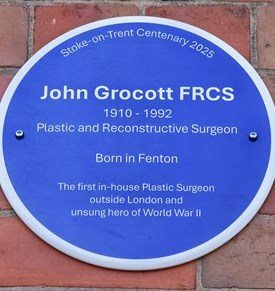 Stoke-on-Trent Centenary 2025
John Grocott FRCS
1910 - 1992
Plastic and Reconstructive Surgeon
Born in Fenton
The first in-house Plastic Surgeon
outside London and
unsung hero of World War II